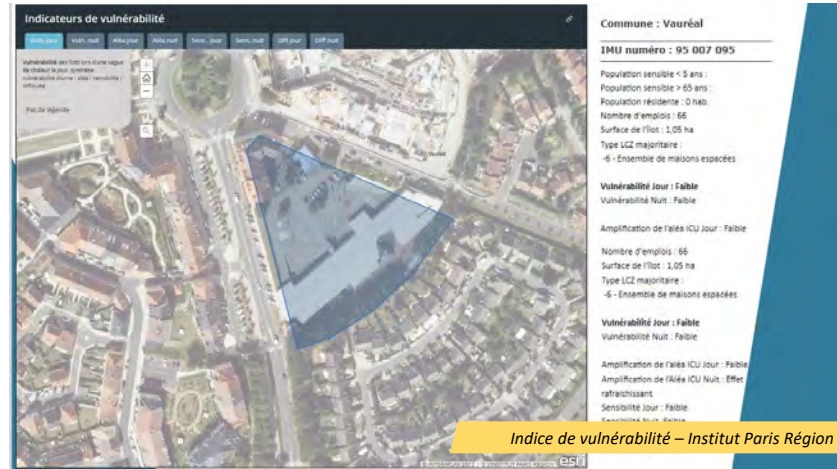 Indicateurs de vulnérabilité
Vuln. jour
Vuln. nuit
Aléa jour
Aléa nuit
Sens. jour
Sens. nuit
Diff jour
Diff nuit
Vulnérabilité des îlots lors d'une vague
de chaleur le jour, synthèse
vulnérabilité diurne : aléa / sensibilité /
difficulté
Pas de légende
Vauréal
esri
Commune : Vauréal
IMU numéro : 95 007 095
Population sensible < 5 ans :
Population sensible > 65 ans :
Population résidente : 0 hab.
Nombre d'emplois : 66
Surface de l'îlot : 1,05 ha
Type LCZ majoritaire :
-6 - Ensemble de maisons espacées
Vulnérabilité Jour : Faible
Vulnérabilité Nuit : Faible
Amplification de l'aléa ICU Jour : Faible
Nombre d'emplois : 66
Surface de l'îlot : 1,05 ha
Type LCZ majoritaire :
-6 - Ensemble de maisons espacées
Vulnérabilité Jour : Faible
Vulnérabilité Nuit : Faible
Amplification de l'aléa ICU Jour : Faible
Amplification de l'Aléa ICU Nuit : Effet
rafraichissant
Sensibilité Jour : Faible
Sensibilité Nuit : Faible
Indice de vulnérabilité – Institut Paris Région